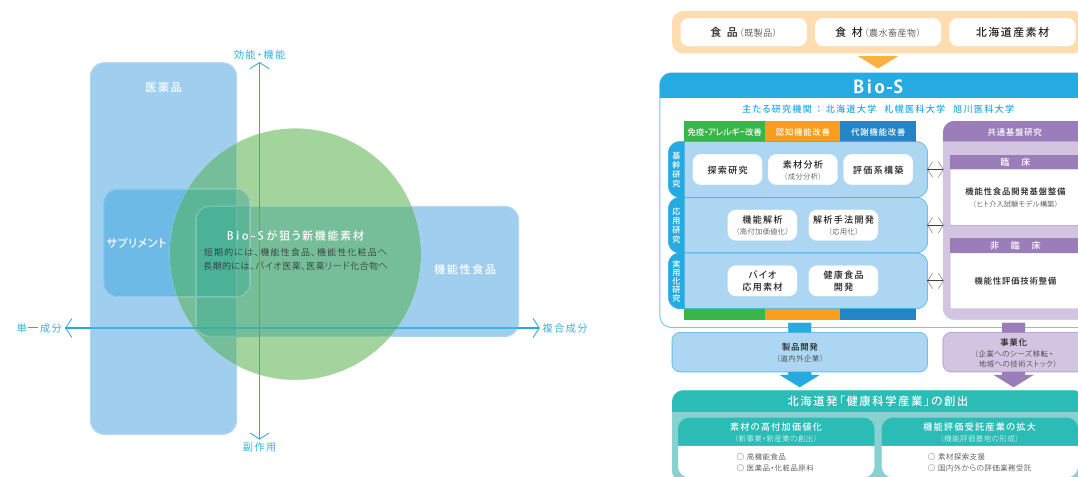 効能・機能
医薬品
サプリメント
Bio-Sが狙う新機能素材
短期的には、機能性食品、機能性化粧品へ
長期的には、バイオ医薬、医薬リード化合物へ
機能性食品
単一成分
複合成分
副作用
食品(既製品)
食材(農水畜産物)
北海道産素材
Bio-S
主たる研究機関：北海道大学 札幌医科大学 旭川医科大学
免疫・アレルギー改善
認知機能改善
代謝機能改善
共通基盤研究
基幹研究
探索研究
素材分析
(成分分析)
評価系構築
臨床
機能性食品開発基盤整備
(ヒト介入試験モデル構築)
応用研究
機能解析
(高付加価値化)
解析手法開発
(応用化)
非臨床
機能性評価技術整備
実用化研究
バイオ
応用素材
健康食品
開発
製品開発
(道内外企業)
事業化
(企業へのシーズ移転・
地域への技術ストック)
北海道発「健康科学産業」の創出
素材の高付加価値化
(新事業・新産業の創出)
○ 高機能食品
○ 医薬品・化粧品原料
機能評価受託産業の拡大
(機能評価基地の形成)
○ 素材探索支援
○ 国内外からの評価業務受託